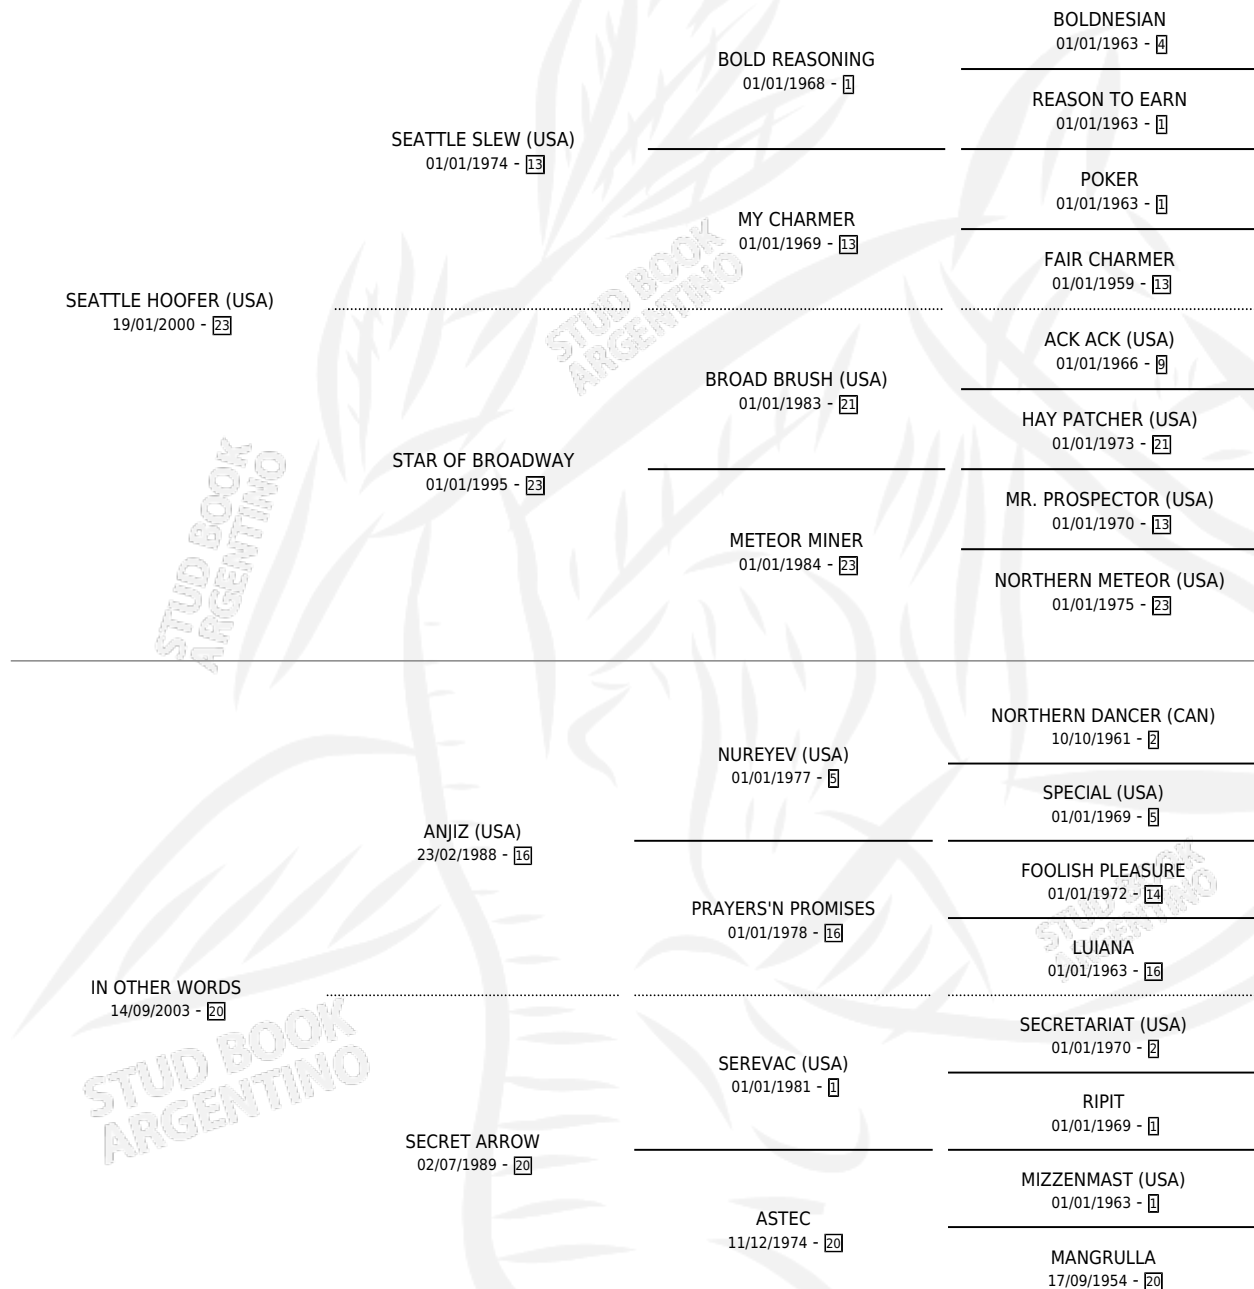 BOLDNESIAN
01/01/1963 - 4
BOLD REASONING
01/01/1968 - 1
REASON TO EARN
01/01/1963 - 1
SEATTLE SLEW (USA)
01/01/1974 - 13
POKER
01/01/1963 - 1
MY CHARMER
01/01/1969 - 13
FAIR CHARMER
01/01/1959 - 13
SEATTLE HOOFER (USA)
19/01/2000 - 23
STUD BOOK
ARGENTINO
ACK ACK (USA)
01/01/1966 - 9
BROAD BRUSH (USA)
01/01/1983 - 21
HAY PATCHER (USA)
01/01/1973 - 21
STAR OF BROADWAY
01/01/1995 - 23
MR. PROSPECTOR (USA)
01/01/1970 - 13
METEOR MINER
01/01/1984 - 23
NORTHERN METEOR (USA)
01/01/1975 - 23
STUD BOOK
ARGENTINO
NORTHERN DANCER (CAN)
10/10/1961 - 2
NUREYEV (USA)
01/01/1977 - 5
SPECIAL (USA)
01/01/1969 - 5
ANJIZ (USA)
23/02/1988 - 16
FOOLISH PLEASURE
01/01/1972 - 14
PRAYERS'N PROMISES
01/01/1978 - 16
STUD BOOK
ARGENTINO
LUIANA
01/01/1963 - 16
IN OTHER WORDS
14/09/2003 - 20
STUD BOOK
ARGENTINO
SECRETARIAT (USA)
01/01/1970 - 2
SEREVAC (USA)
01/01/1981 - 1
RIPIT
01/01/1969 - 1
SECRET ARROW
02/07/1989 - 20
MIZZENMAST (USA)
01/01/1963 - 1
ASTEC
11/12/1974 - 20
MANGRULLA
17/09/1954 - 20